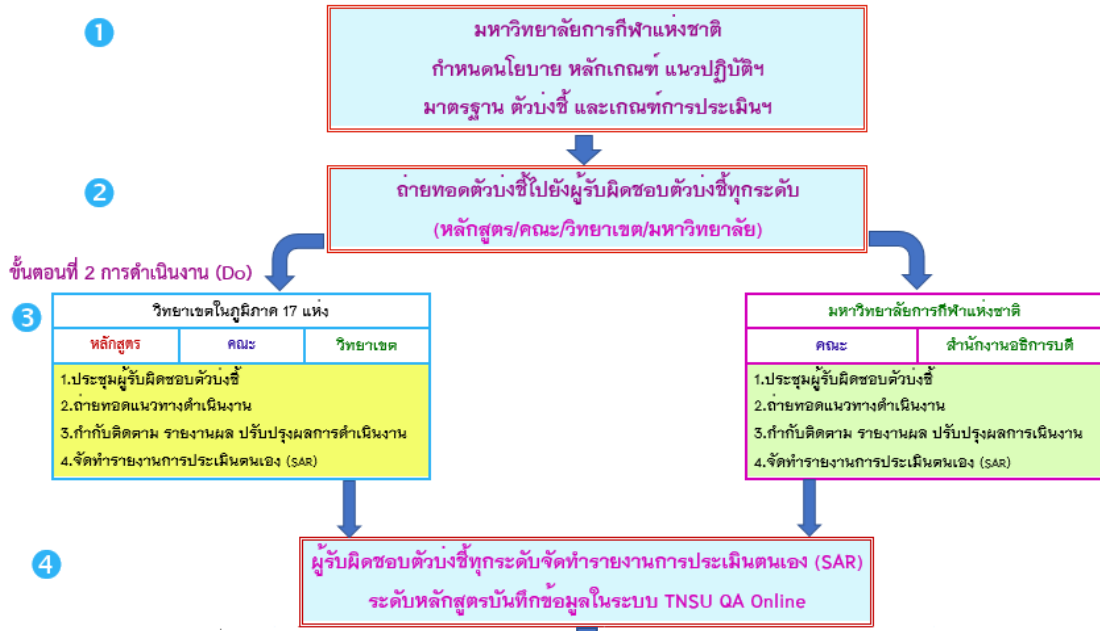 1
มหาวิทยาลัยการกีฬาแห่งชาติ
กำหนดนโยบาย หลักเกณฑ์ แนวปฏิบัติฯ
มาตรฐาน ตัวบ่งชี้ และเกณฑ์การประเมินฯ
2
ถ่ายทอดตัวบ่งชี้ไปยังผู้รับผิดชอบตัวบ่งชี้ทุกระดับ
(หลักสูตร/คณะ/วิทยาเขต/มหาวิทยาลัย)
ขั้นตอนที่ 2 การดำเนินงาน (Do)
3
วิทยาเขตในภูมิภาค 17 แห่ง
หลักสูตร คณะ วิทยาเขต
1.ประชุมผู้รับผิดชอบตัวบ่งชี้
2.ถ่ายทอดแนวทางดำเนินงาน
3.กำกับติดตาม รายงานผล ปรับปรุงผลการดำเนินงาน
4.จัดทำรายงานการประเมินตนเอง (SAR)
มหาวิทยาลัยการกีฬาแห่งชาติ
คณะ สำนักงานอธิการบดี
1.ประชุมผู้รับผิดชอบตัวบ่งชี้
2.ถ่ายทอดแนวทางดำเนินงาน
3.กำกับติดตาม รายงานผล ปรับปรุงผลการเนินงาน
4.จัดทำรายงานการประเมินตนเอง (SAR)
4
ผู้รับผิดชอบตัวบ่งชี้ทุกระดับจัดทำรายงานการประเมินตนเอง (SAR)
ระดับหลักสูตรบันทึกข้อมูลในระบบ TNSU QA Online